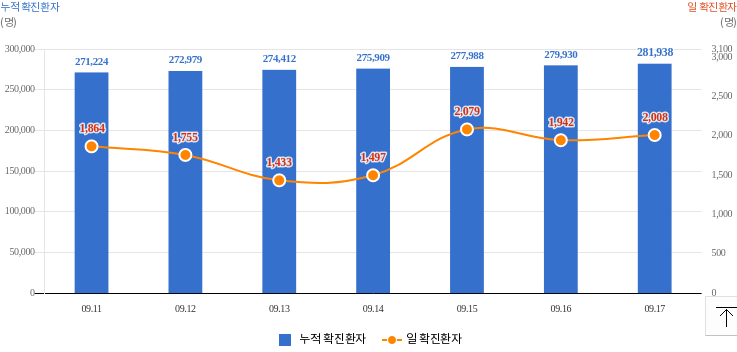 누적 확진환자 일 확진환자
(명) (명)
300,000 250,000 200,000 150,000 100,000 50,000 0
3,100 3,000 2,500 2,000 1,500 1,000 500 0
271,224 272,979 274,412 275,909 277,988 279,930 281,938
1,864 1,755 1,433 1,497 2,079 1,942 2,008
09.11 09.12 09.13 09.14 09.15 09.16 09.17
누적 확진환자 일 확진환자